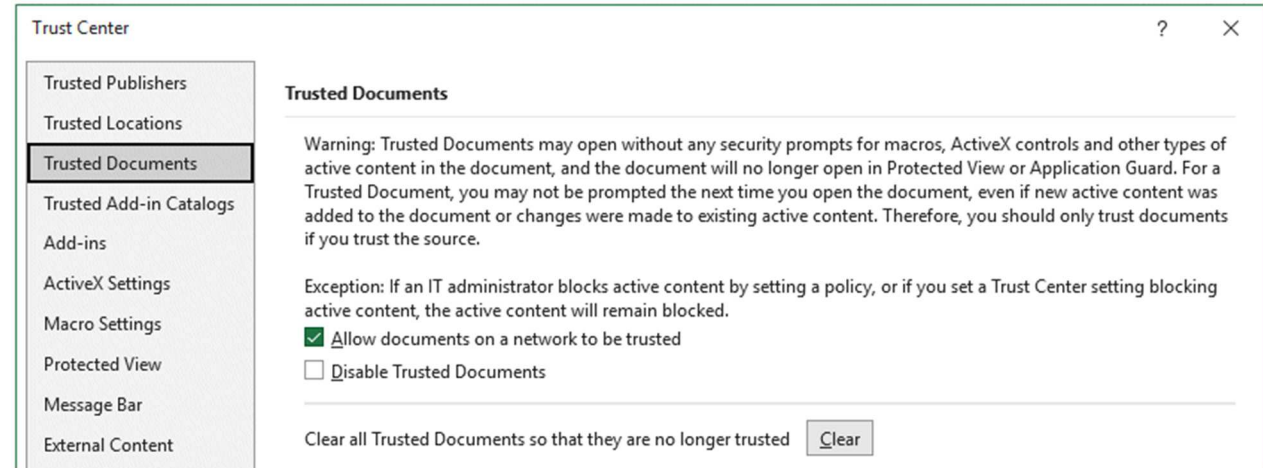 Trust Center
?
Trusted Publishers
Trusted Locations
Trusted Documents
Trusted Add-in Catalogs
Add-ins
ActiveX Settings
Macro Settings
Protected View
Message Bar
External Content
Trusted Documents
Warning: Trusted Documents may open without any security prompts for macros, ActiveX controls and other types of
active content in the document, and the document will no longer open in Protected View or Application Guard. For a
Trusted Document, you may not be prompted the next time you open the document, even if new active content was
added to the document or changes were made to existing active content. Therefore, you should only trust documents
if you trust the source.
Exception: If an IT administrator blocks active content by setting a policy, or if you set a Trust Center setting blocking
active content, the active content will remain blocked.
Allow documents on a network to be trusted
Disable Trusted Documents
Clear all Trusted Documents so that they are no longer trusted Clear